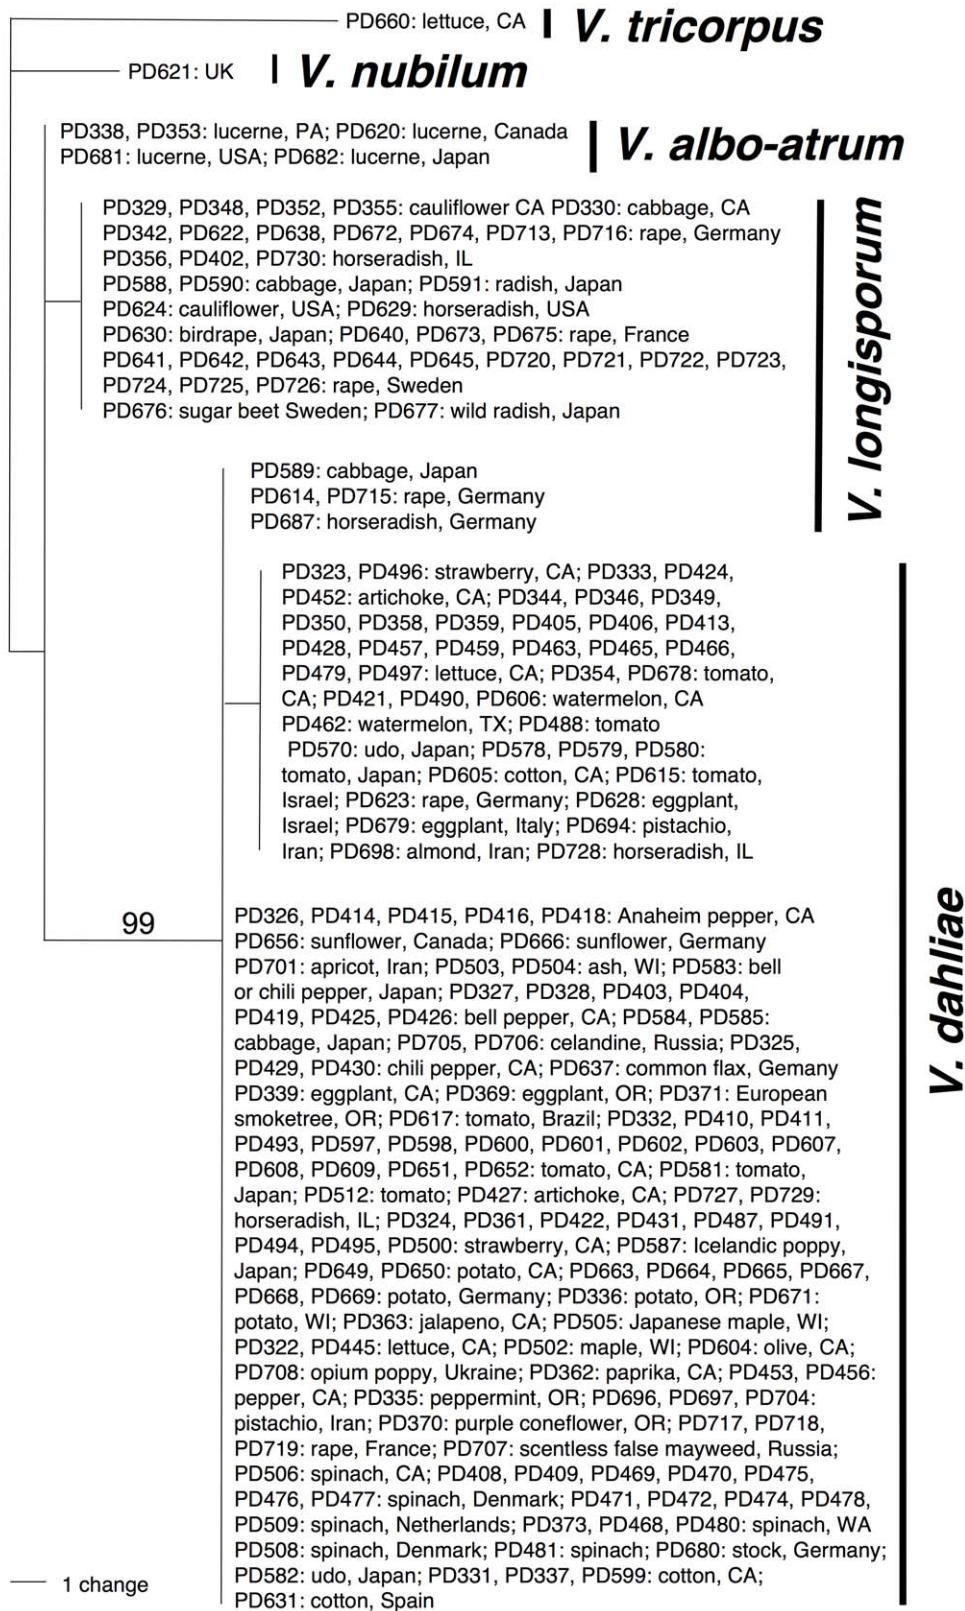 PD660: lettuce, CA V. tricorpus
PD621: UK V. nubilum
PD338, PD353: lucerne, PA; PD620: lucerne, Canada
PD681: lucerne, USA; PD682: lucerne, Japan
V. albo-atrum
PD329, PD348, PD352, PD355: cauliflower CA PD330: cabbage, CA
PD342, PD622, PD638, PD672, PD674, PD713, PD716: rape, Germany
PD356, PD402, PD730: horseradish, IL
PD588, PD590: cabbage, Japan; PD591: radish, Japan
PD624: cauliflower, USA; PD629: horseradish, USA
PD630: birdrape, Japan; PD640, PD673, PD675: rape, France
PD641, PD642, PD643, PD644, PD645, PD720, PD721, PD722, PD723,
PD724, PD725, PD726: rape, Sweden
PD676: sugar beet Sweden; PD677: wild radish, Japan
PD589: cabbage, Japan
PD614, PD715: rape, Germany
PD687: horseradish, Germany
V. longisporum
PD323, PD496: strawberry, CA; PD333, PD424,
PD452: artichoke, CA; PD344, PD346, PD349,
PD350, PD358, PD359, PD405, PD406, PD413,
PD428, PD457, PD459, PD463, PD465, PD466,
PD479, PD497: lettuce, CA; PD354, PD678: tomato,
CA; PD421, PD490, PD606: watermelon, CA
PD462: watermelon, TX; PD488: tomato
PD570: udo, Japan; PD578, PD579, PD580:
tomato, Japan; PD605: cotton, CA; PD615: tomato,
Israel; PD623: rape, Germany; PD628: eggplant,
Israel; PD679: eggplant, Italy; PD694: pistachio,
Iran; PD698: almond, Iran; PD728: horseradish, IL
99
PD326, PD414, PD415, PD416, PD418: Anaheim pepper, CA
PD656: sunflower, Canada; PD666: sunflower, Germany
PD701: apricot, Iran; PD503, PD504: ash, WI; PD583: bell
or chili pepper, Japan; PD327, PD328, PD403, PD404,
PD419, PD425, PD426: bell pepper, CA; PD584, PD585:
cabbage, Japan; PD705, PD706: celandine, Russia; PD325,
PD429, PD430: chili pepper, CA; PD637: common flax, Gemany
PD339: eggplant, CA; PD369: eggplant, OR; PD371: European
smoketree, OR; PD617: tomato, Brazil; PD332, PD410, PD411,
PD493, PD597, PD598, PD600, PD601, PD602, PD603, PD607,
PD608, PD609, PD651, PD652: tomato, CA; PD581: tomato,
Japan; PD512: tomato; PD427: artichoke, CA; PD727, PD729:
horseradish, IL; PD324, PD361, PD422, PD431, PD487, PD491,
PD494, PD495, PD500: strawberry, CA; PD587: Icelandic poppy,
Japan; PD649, PD650: potato, CA; PD663, PD664, PD665, PD667,
PD668, PD669: potato, Germany; PD336: potato, OR; PD671:
potato, WI; PD363: jalapeno, CA; PD505: Japanese maple, WI;
PD322, PD445: lettuce, CA; PD502: maple, WI; PD604: olive, CA;
PD708: opium poppy, Ukraine; PD362: paprika, CA; PD453, PD456:
pepper, CA; PD335: peppermint, OR; PD696, PD697, PD704:
pistachio, Iran; PD370: purple coneflower, OR; PD717, PD718,
PD719: rape, France; PD707: scentless false mayweed, Russia;
PD506: spinach, CA; PD408, PD409, PD469, PD470, PD475,
PD476, PD477: spinach, Denmark; PD471, PD472, PD474, PD478,
PD509: spinach, Netherlands; PD373, PD468, PD480: spinach, WA
PD508: spinach, Denmark; PD481: spinach; PD680: stock, Germany;
PD582: udo, Japan; PD331, PD337, PD599: cotton, CA;
PD631: cotton, Spain
V. dahliae
1 change